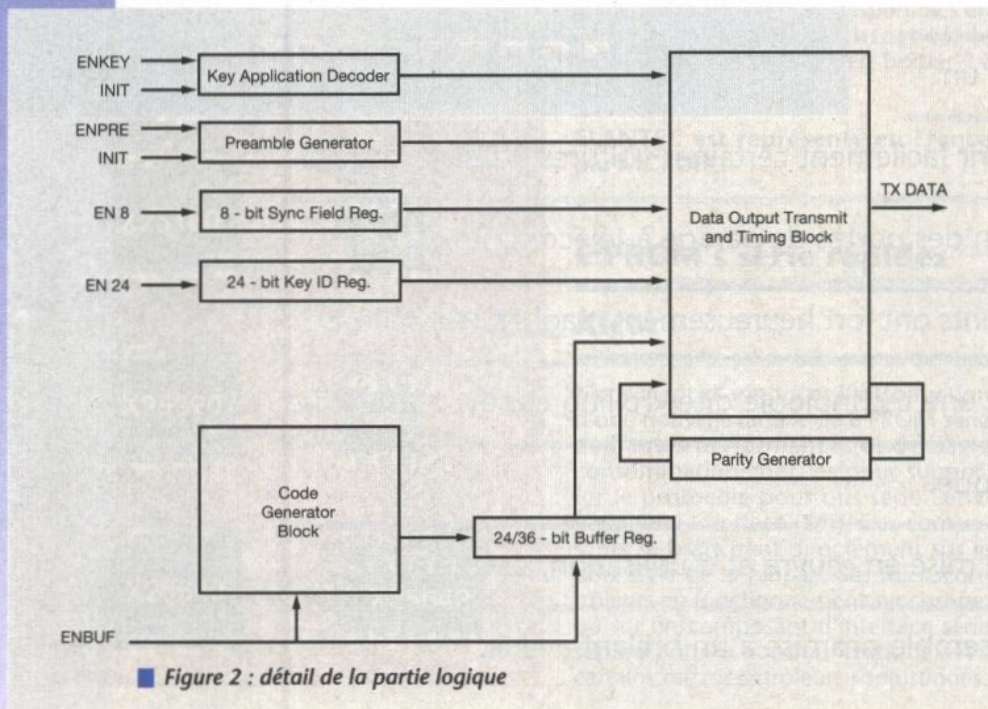 ENKEY
INIT
Key Application Decoder
ENPRE
INIT
Preamble Generator
EN 8
8 - bit Sync Field Reg.
EN 24
24 - bit Key ID Reg.
Data Output Transmit
and Timing Block
TX DATA
Parity Generator
Code
Generator
Block
24/36 - bit Buffer Reg.
ENBUF
Figure 2 : détail de la partie logique